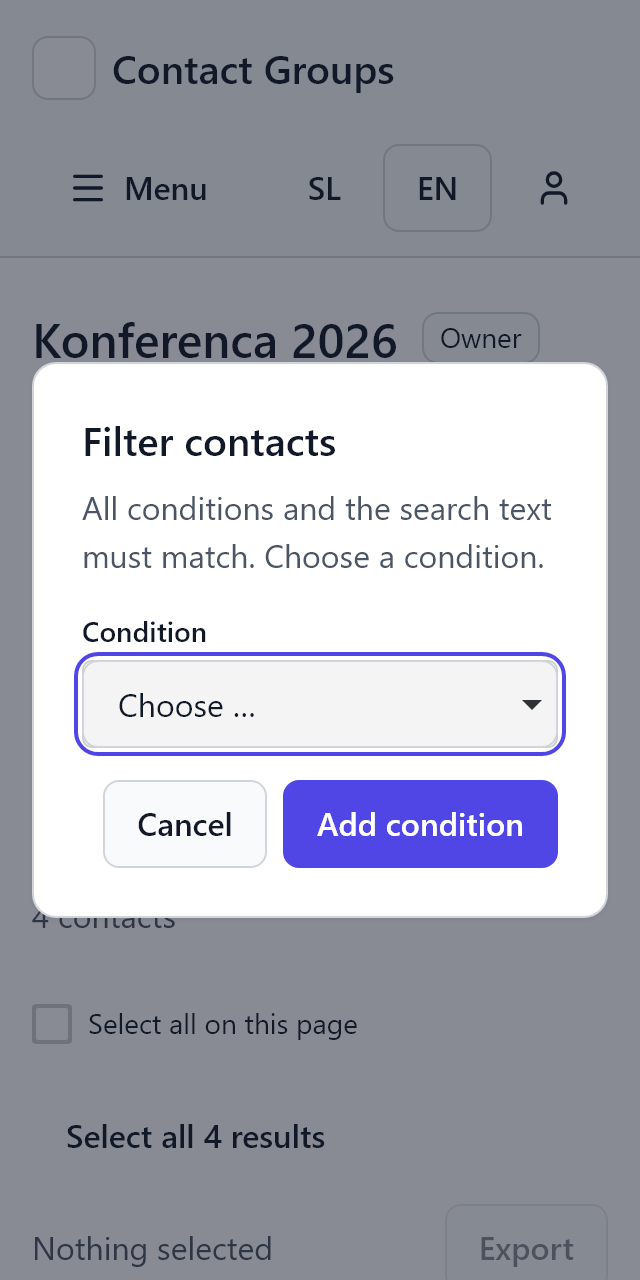 Contact Groups
Menu SL EN
Konferenca 2026 Owner
Filter contacts
All conditions and the search text
must match. Choose a condition.
Condition
Choose ...
Cancel Add condition
4 contacts
Select all on this page
Select all 4 results
Nothing selected Export